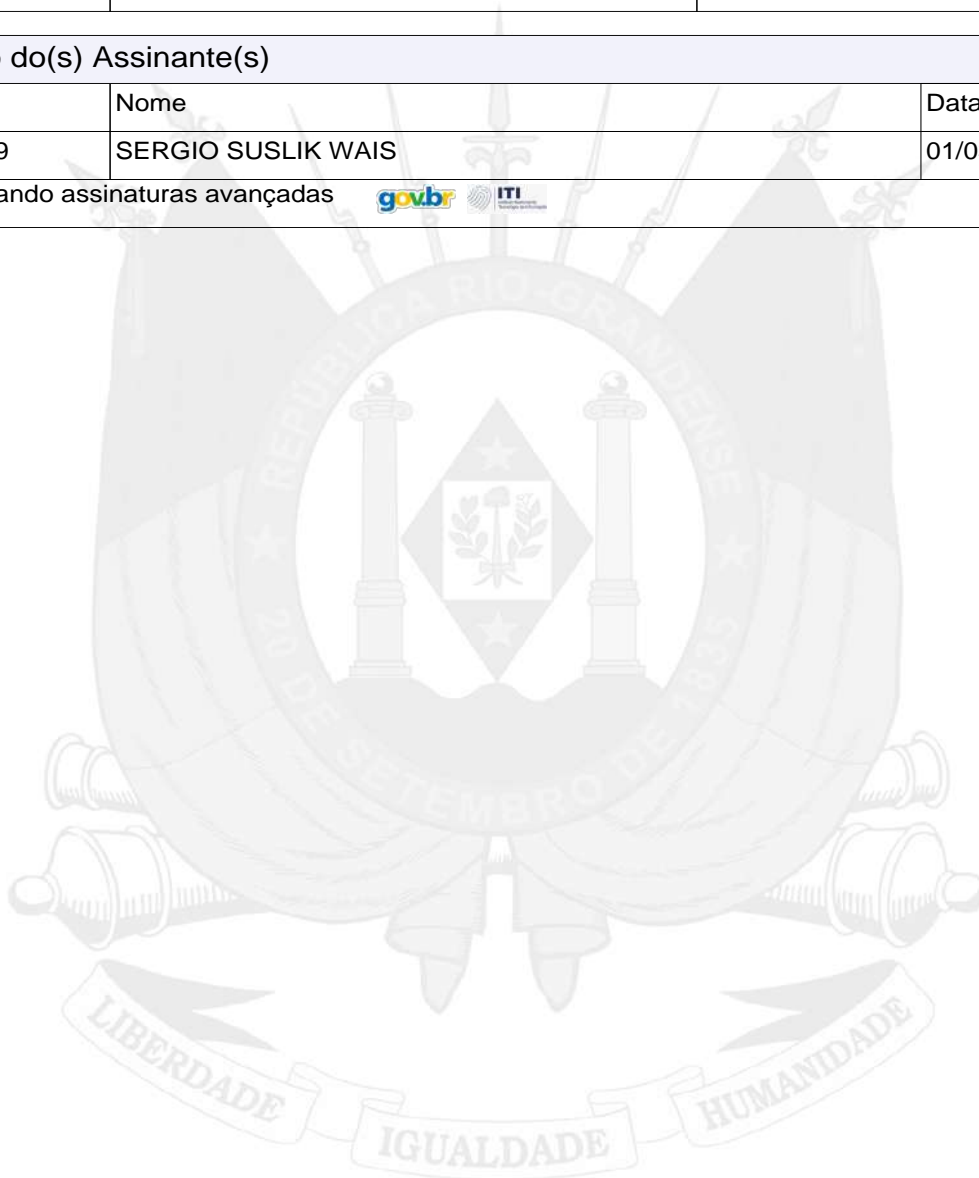 do(s) Assinante(s)
Nome
Data
9
SERGIO SUSLIK WAIS
01/0
ando assinaturas avançadas
gov.br
ITI
REPÚBLICA RIO-GRANDENSE
20 DE SETEMBRO DE 1835
LIBERDADE
IGUALDADE
HUMANIDADE